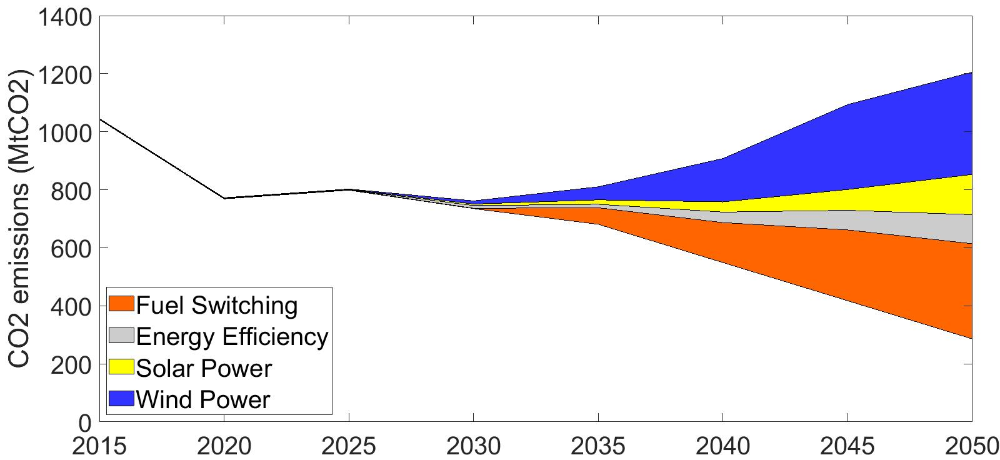 1400
1200
1000
800
600
400
200
0
CO2 emissions (MtCO2)
Fuel Switching
Energy Efficiency
Solar Power
Wind Power
2015 2020 2025 2030 2035 2040 2045 2050